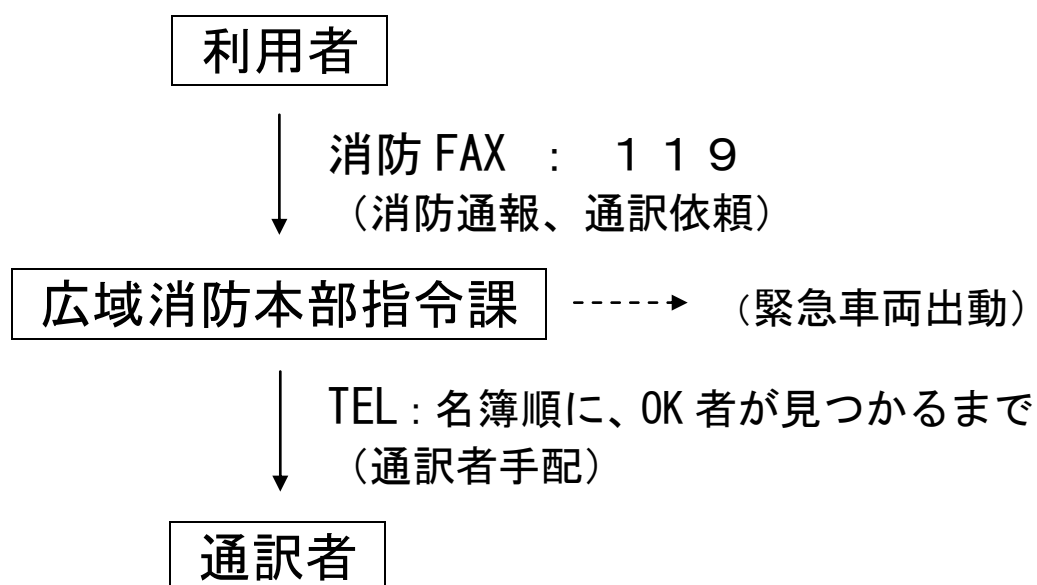 利用者
消防 FAX ： １１９
（消防通報、通訳依頼）
広域消防本部指令課
（緊急車両出動）
TEL：名簿順に、OK 者が見つかるまで
（通訳者手配）
通訳者